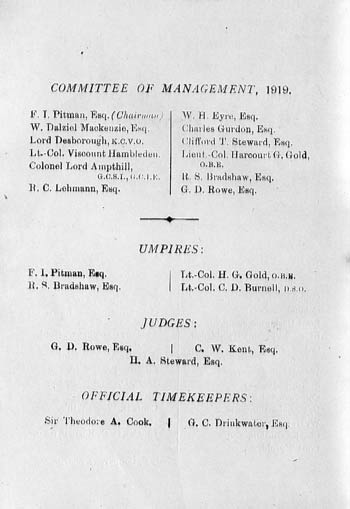 COMMITTEE OF MANAGEMENT, 1919.
F. I. Pitman, Esq. (Chairman)
W. Dalziel Mackenzie, Esq.
Lord Desborough, K.C.V.O.
Lt.-Col. Viscount Hambleden.
Colonel Lord Ampthill,
G.C.S.I., G.C.I.E.
R. C. Lehmann, Esq.
W. H. Eyre, Esq.
Charles Gurdon, Esq.
Clifford T. Steward, Esq.
Lieut.-Col. Harcourt G. Gold,
O.B.E.
R. S. Bradshaw, Esq.
G. D. Rowe, Esq.
UMPIRES:
F. I. Pitman, Esq.
R. S. Bradshaw, Esq.
Lt.-Col. H. G. Gold, O.B.E.
Lt.-Col. C. D. Burnell, D.S.O.
JUDGES:
G. D. Rowe, Esq. | C. W. Kent, Esq.
H. A. Steward, Esq.
OFFICIAL TIMEKEEPERS:
Sir Theodore A. Cook. | G. C. Drinkwater, Esq.